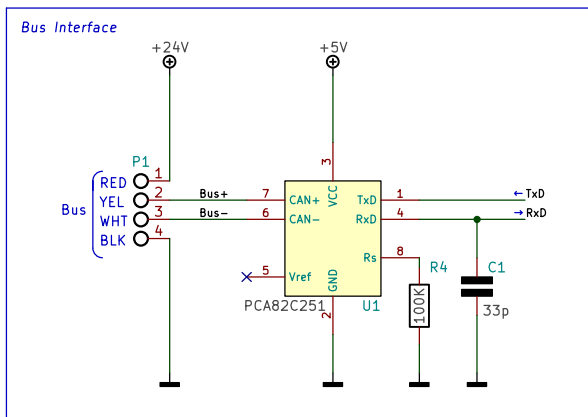 Bus Interface
+24V
+5V
P1
RED 1
YEL 2
WHT 3
BLK 4
Bus
Bus+
Bus-
7 CAN+
6 CAN-
5 Vref
3
VCC
TxD 1
RxD 4
Rs 8
GND
2
PCA82C251
U1
←TxD
→RxD
R4
100K
C1
33p